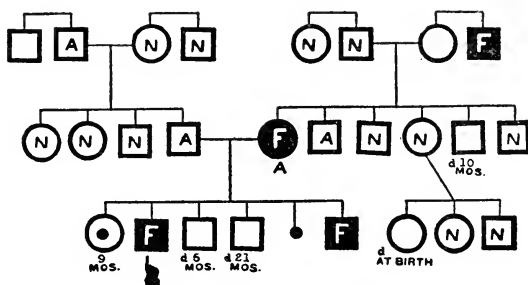 A N N N N F
N N N A F A N N N N
A d.10
MOS.
F F N N
9 d.6 d.21 d
MOS. MOS. MOS. AT BIRTH